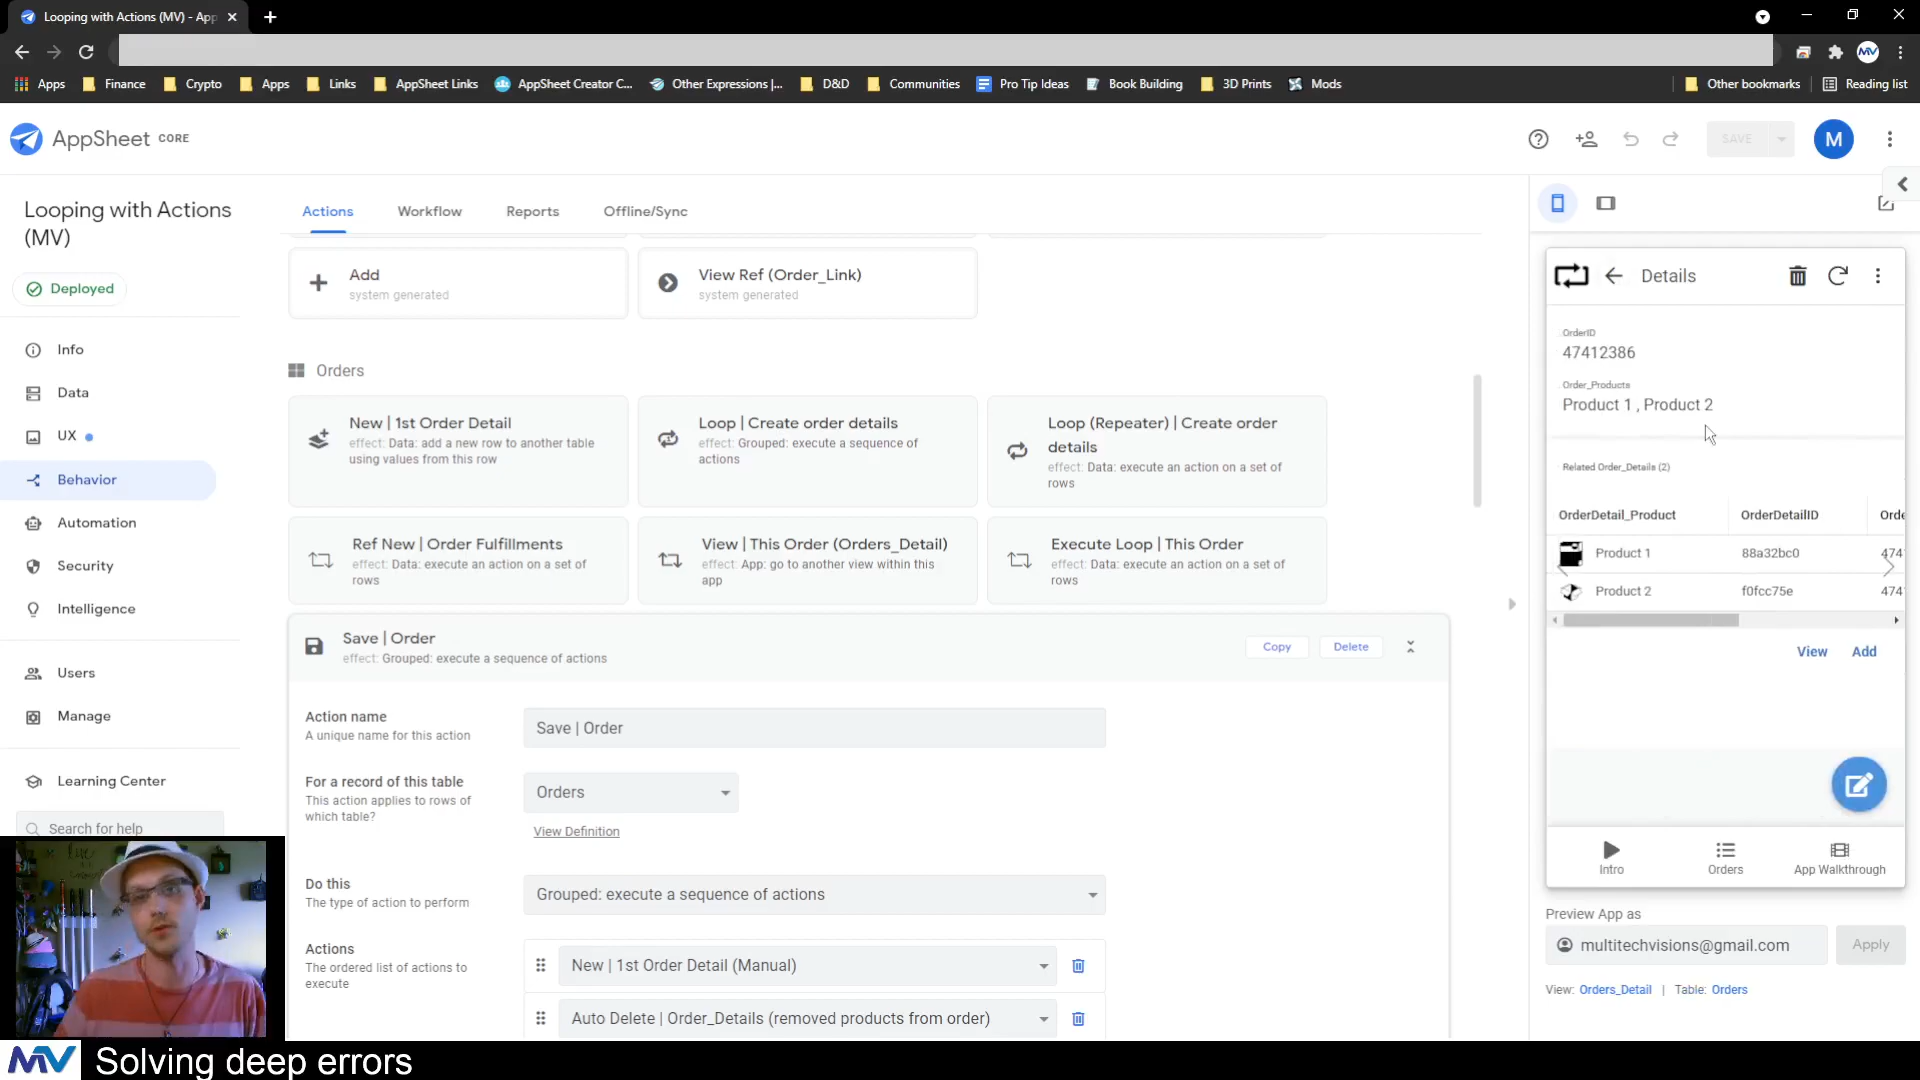 Looping with Actions (MV) - App
Apps
Finance
Crypto
Apps
Links
AppSheet Links
AppSheet Creator C...
Other Expressions |...
D&D
Communities
Pro Tip Ideas
Book Building
3D Prints
Mods
Other bookmarks
Reading list
AppSheet CORE
SAVE
M
Looping with Actions
(MV)
Deployed
Info
Data
UX
Behavior
Automation
Security
Intelligence
Users
Manage
Learning Center
Search for help
Actions
Workflow
Reports
Offline/Sync
Add
system generated
View Ref (Order_Link)
system generated
Orders
New | 1st Order Detail
effect: Data: add a new row to another table
using values from this row
Loop | Create order details
effect: Grouped: execute a sequence of
actions
Loop (Repeater) | Create order
details
effect: Data: execute an action on a set of
rows
Ref New | Order Fulfillments
effect: Data: execute an action on a set of
rows
View | This Order (Orders_Detail)
effect: App: go to another view within this
app
Execute Loop | This Order
effect: Data: execute an action on a set of
rows
Save | Order
effect: Grouped: execute a sequence of actions
Copy
Delete
Action name
A unique name for this action
Save | Order
For a record of this table
This action applies to rows of
which table?
Orders
View Definition
Do this
The type of action to perform
Grouped: execute a sequence of actions
Actions
The ordered list of actions to
execute
New | 1st Order Detail (Manual)
Auto Delete | Order_Details (removed products from order)
Details
OrderID
47412386
Order_Products
Product 1 , Product 2
Related Order_Details (2)
OrderDetail_Product
OrderDetailID
Orde
Product 1
88a32bc0
474
Product 2
f0fcc75e
474
View
Add
Intro
Orders
App Walkthrough
Preview App as
multitechvisions@gmail.com
Apply
View: Orders_Detail | Table: Orders
MV Solving deep errors